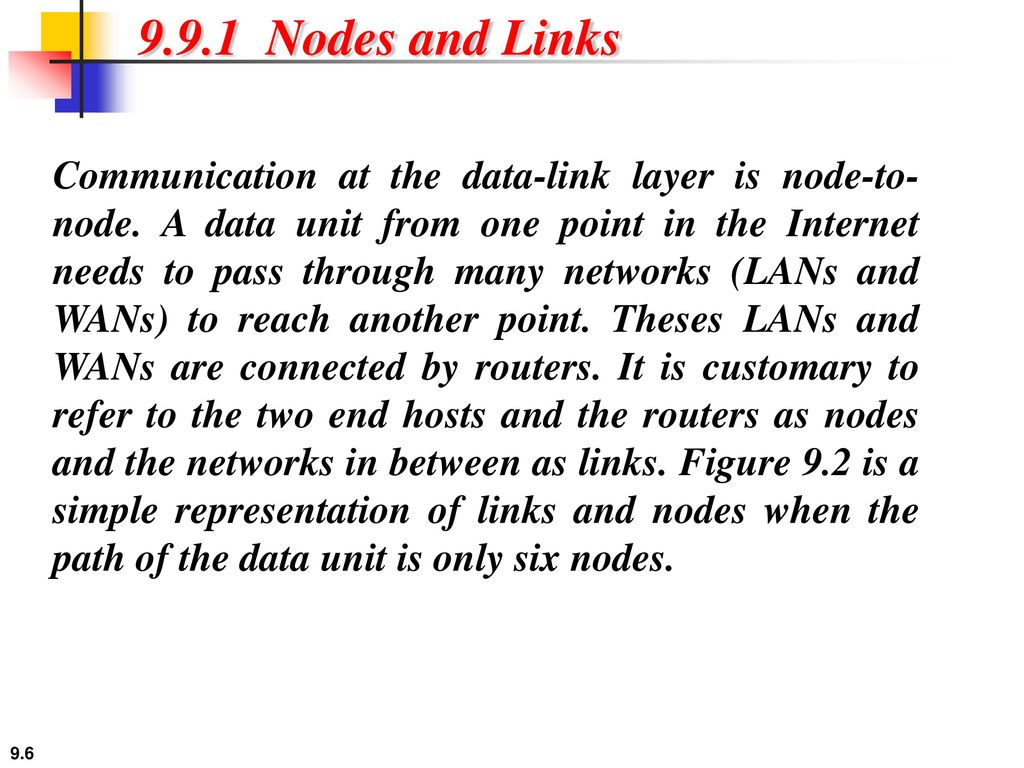 9.9.1 Nodes and Links
Communication at the data-link layer is node-to-
node. A data unit from one point in the Internet
needs to pass through many networks (LANs and
WANs) to reach another point. Theses LANs and
WANs are connected by routers. It is customary to
refer to the two end hosts and the routers as nodes
and the networks in between as links. Figure 9.2 is a
simple representation of links and nodes when the
path of the data unit is only six nodes.
9.6